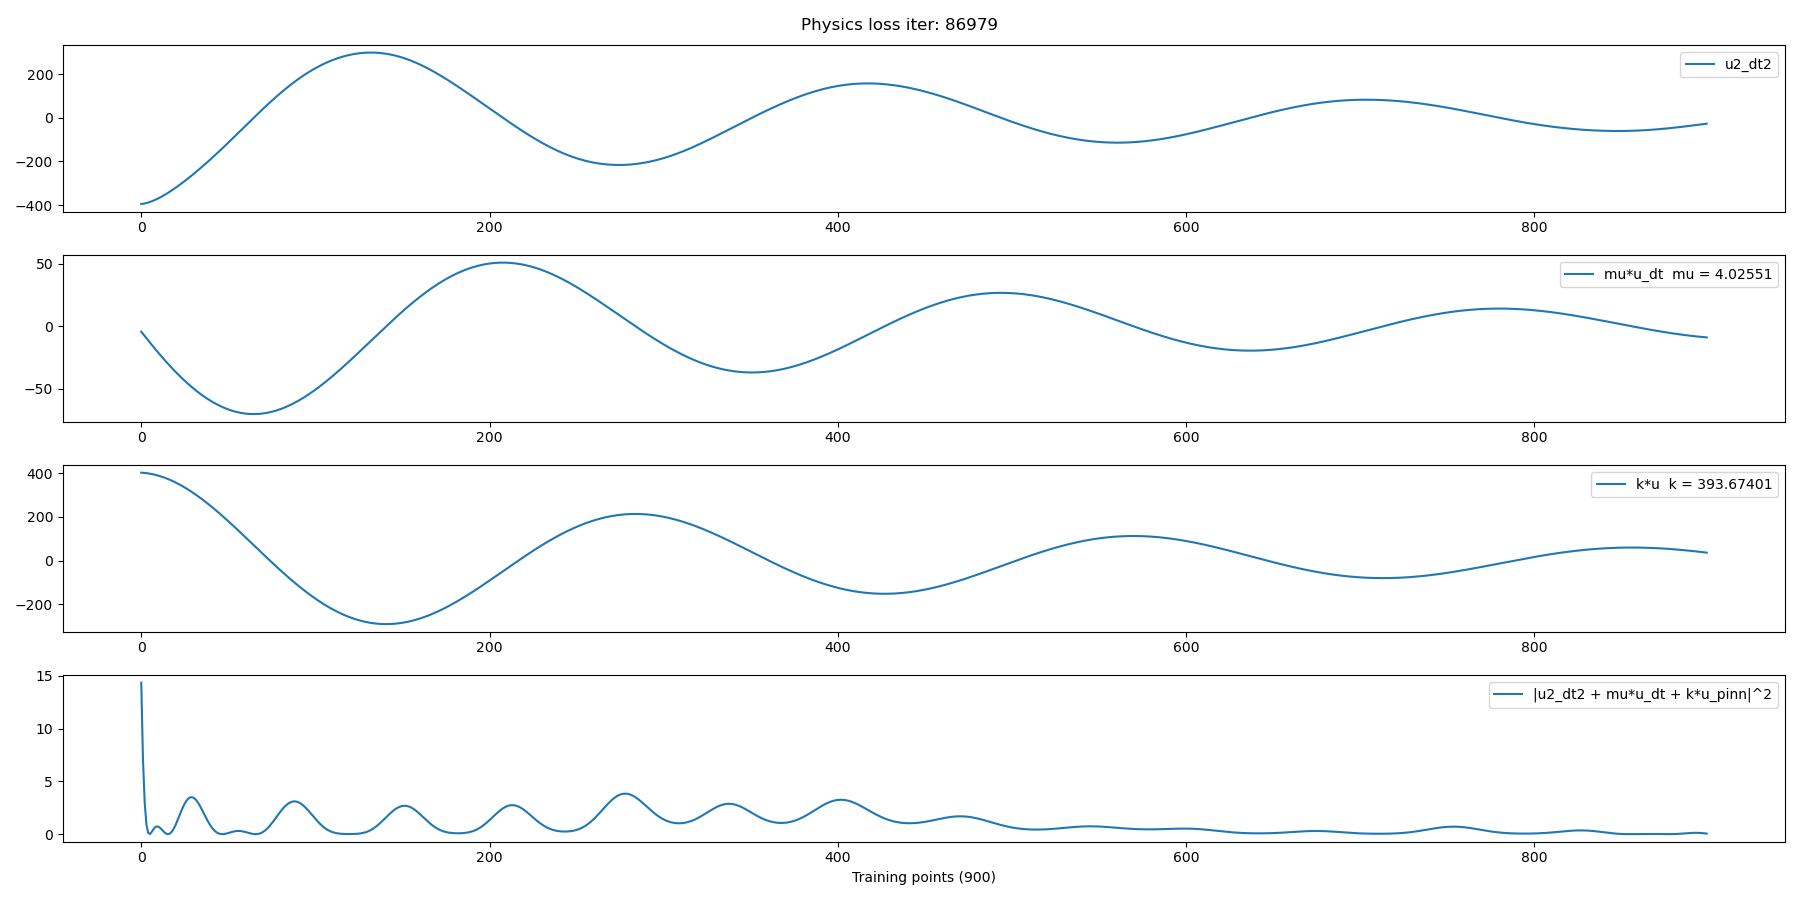 Physics loss iter: 86979
u2_dt2
200
0
−200
−400
0 200 400 600 800
mu*u_dt  mu = 4.02551
50
0
−50
0 200 400 600 800
k*u  k = 393.67401
400
200
0
−200
0 200 400 600 800
|u2_dt2 + mu*u_dt + k*u_pinn|^2
15
10
5
0
0 200 400 600 800
Training points (900)